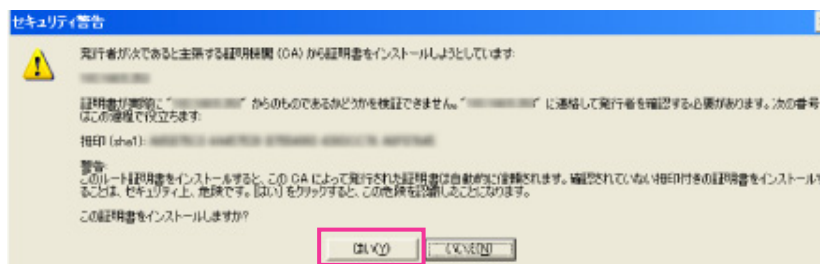 セキュリティ警告
発行者が次であると主張する証明機関 (CA) から証明書をインストールしようとしています:
証明書が実際に " " からのものであるかどうかを検証できません。" " に連絡して発行者を確認する必要があります。次の番号
はこの過程で役立ちます:
拇印 (sha1):
警告:
このルート証明書をインストールすると、この CA によって発行された証明書は自動的に信頼されます。確認されていない拇印付きの証明書をインストールす
ることは、セキュリティ上、危険です。[はい] をクリックすると、この危険を認識したことになります。
この証明書をインストールしますか?
はい(Y) いいえ(N)